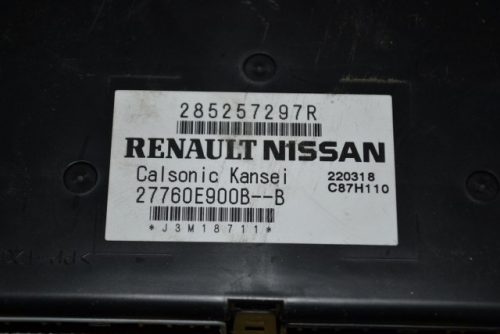 285257297R
RENAULT NISSAN
Calsonic Kansei
220318
C87H110
27760E900B--B
*J3M18711*